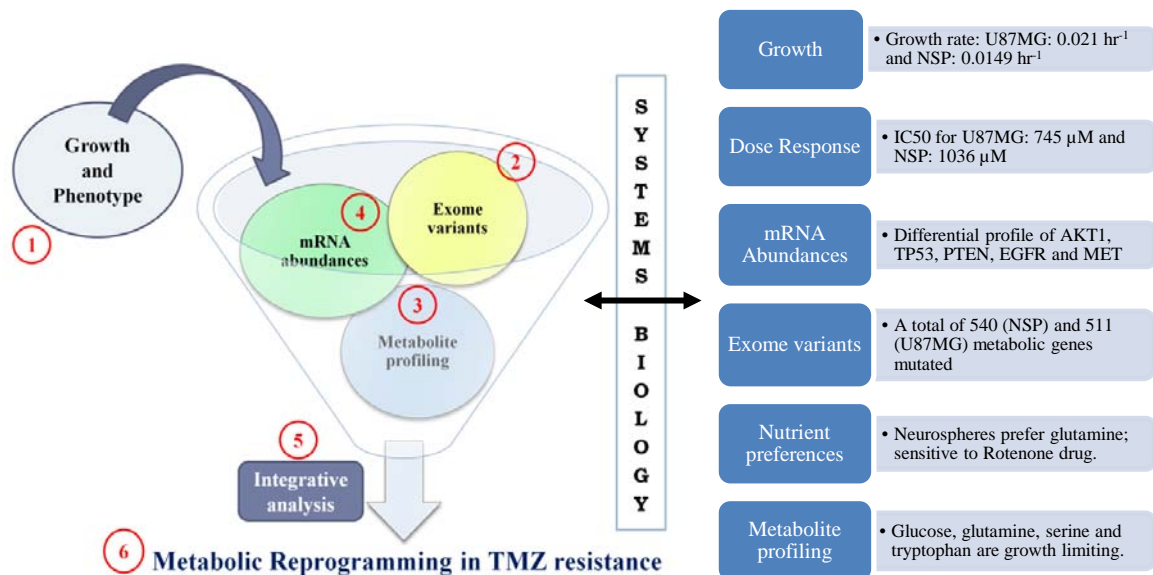 Growth
and
Phenotype
1
2
Exome
variants
4
mRNA
abundances
3
Metabolite
profiling
5
Integrative
analysis
6
Metabolic Reprogramming in TMZ resistance
SYSTEMS BIOLOGY
Growth
• Growth rate: U87MG: 0.021 hr⁻¹
and NSP: 0.0149 hr⁻¹
Dose Response
• IC50 for U87MG: 745 µM and
NSP: 1036 µM
mRNA
Abundances
• Differential profile of AKT1,
TP53, PTEN, EGFR and MET
Exome variants
• A total of 540 (NSP) and 511
(U87MG) metabolic genes
mutated
Nutrient
preferences
• Neurospheres prefer glutamine;
sensitive to Rotenone drug.
Metabolite
profiling
• Glucose, glutamine, serine and
tryptophan are growth limiting.